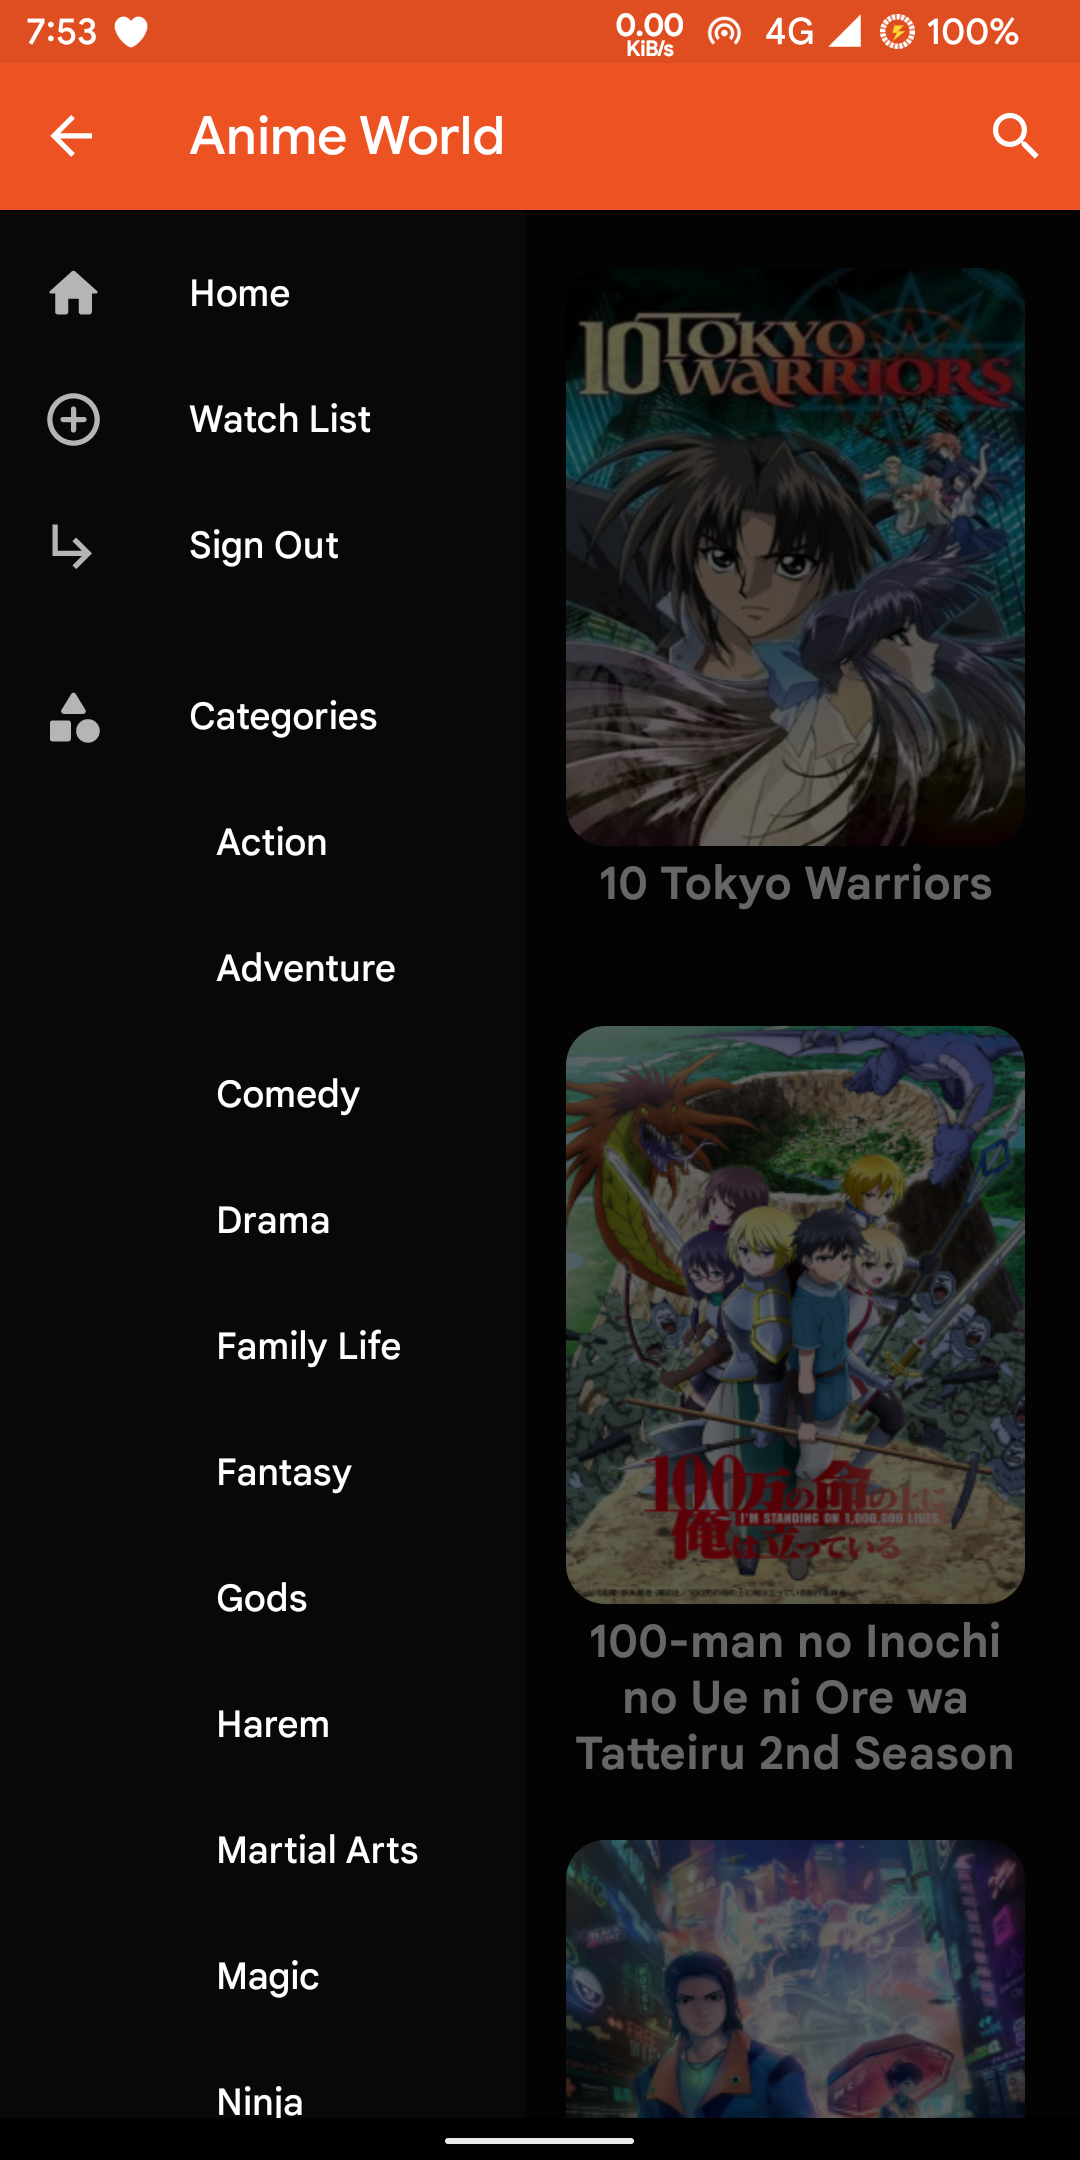 7:53
0.00
KiB/s
4G
100%
Anime World
Home
Watch List
Sign Out
Categories
Action
Adventure
Comedy
Drama
Family Life
Fantasy
Gods
Harem
Martial Arts
Magic
Ninja
10 TOKYO
WARRIORS
10 Tokyo Warriors
100万の命の上に
I'M STANDING ON 1,000,000 LIVES.
俺は立っている
100-man no Inochi
no Ue ni Ore wa
Tatteiru 2nd Season